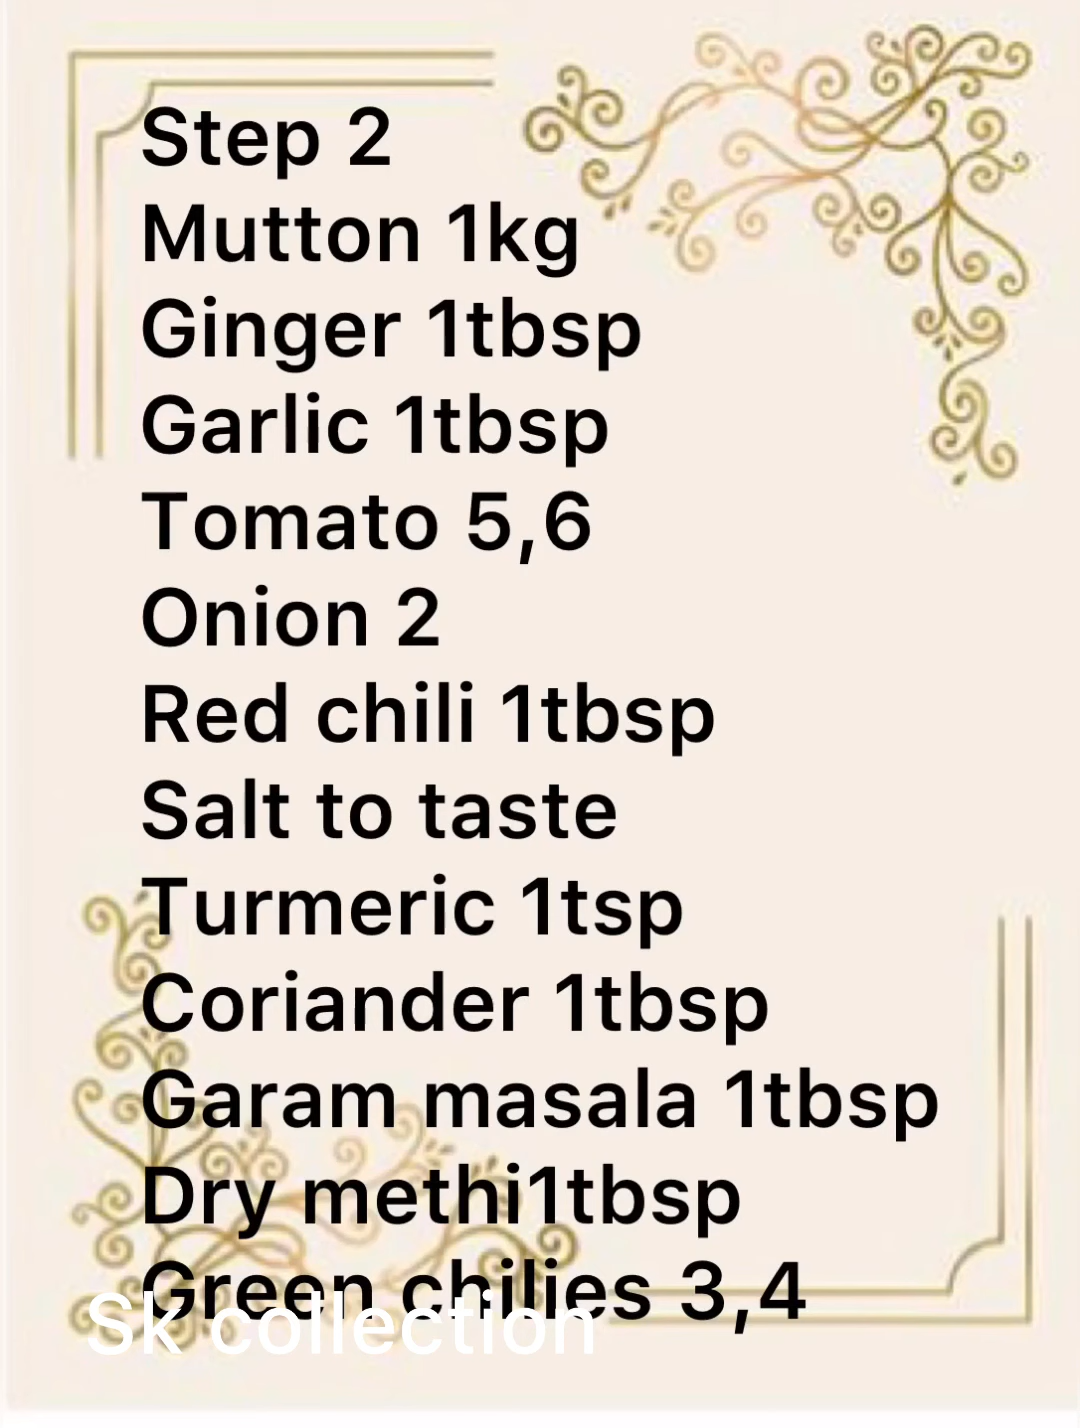 Step 2
Mutton 1kg
Ginger 1tbsp
Garlic 1tbsp
Tomato 5,6
Onion 2
Red chili 1tbsp
Salt to taste
Turmeric 1tsp
Coriander 1tbsp
Garam masala 1tbsp
Dry methi1tbsp
Green chilies 3,4
Sk collection